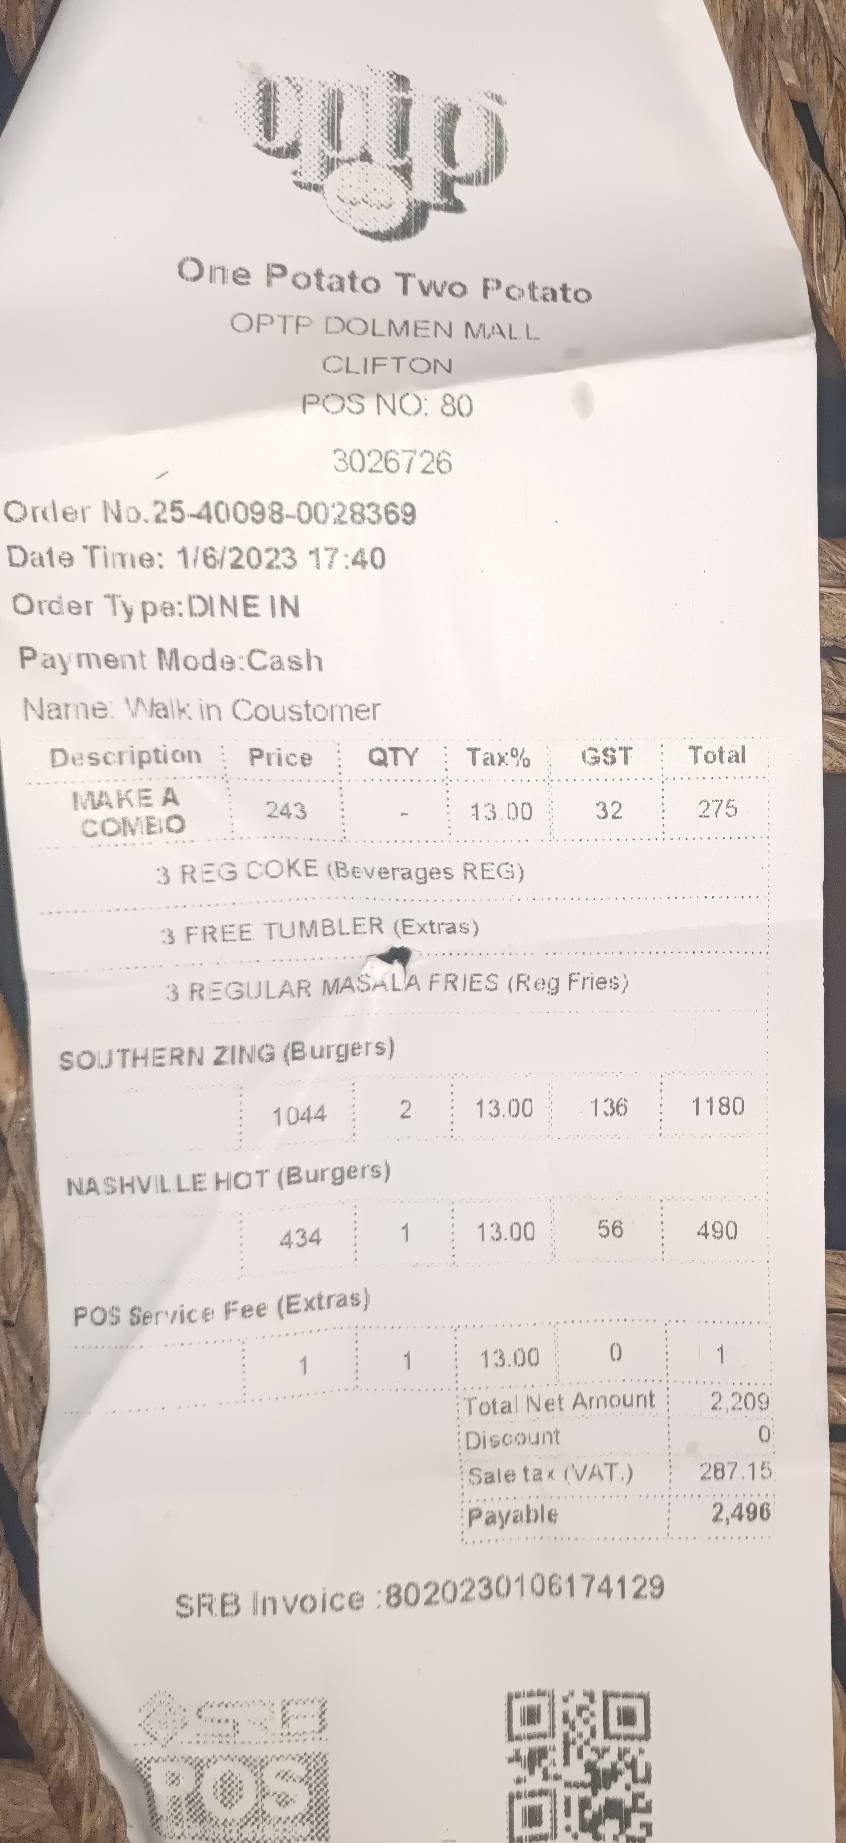 optp
One Potato Two Potato
OPTP DOLMEN MALL
CLIFTON
POS NO: 80
3026726
Order No.25-40098-0028369
Date Time: 1/6/2023 17:40
Order Type:DINE IN
Payment Mode:Cash
Name: Walk in Coustomer
Description Price QTY Tax% GST Total
MAKE A
COMBO 243 - 13.00 32 275
3 REG COKE (Beverages REG)
3 FREE TUMBLER (Extras)
3 REGULAR MASALA FRIES (Reg Fries)
SOUTHERN ZING (Burgers)
1044 2 13.00 136 1180
NASHVILLE HOT (Burgers)
434 1 13.00 56 490
POS Service Fee (Extras)
1 1 13.00 0 1
Total Net Amount 2,209
Discount 0
Sale tax (VAT.) 287.15
Payable 2,496
SRB Invoice :8020230106174129
SRB
POS